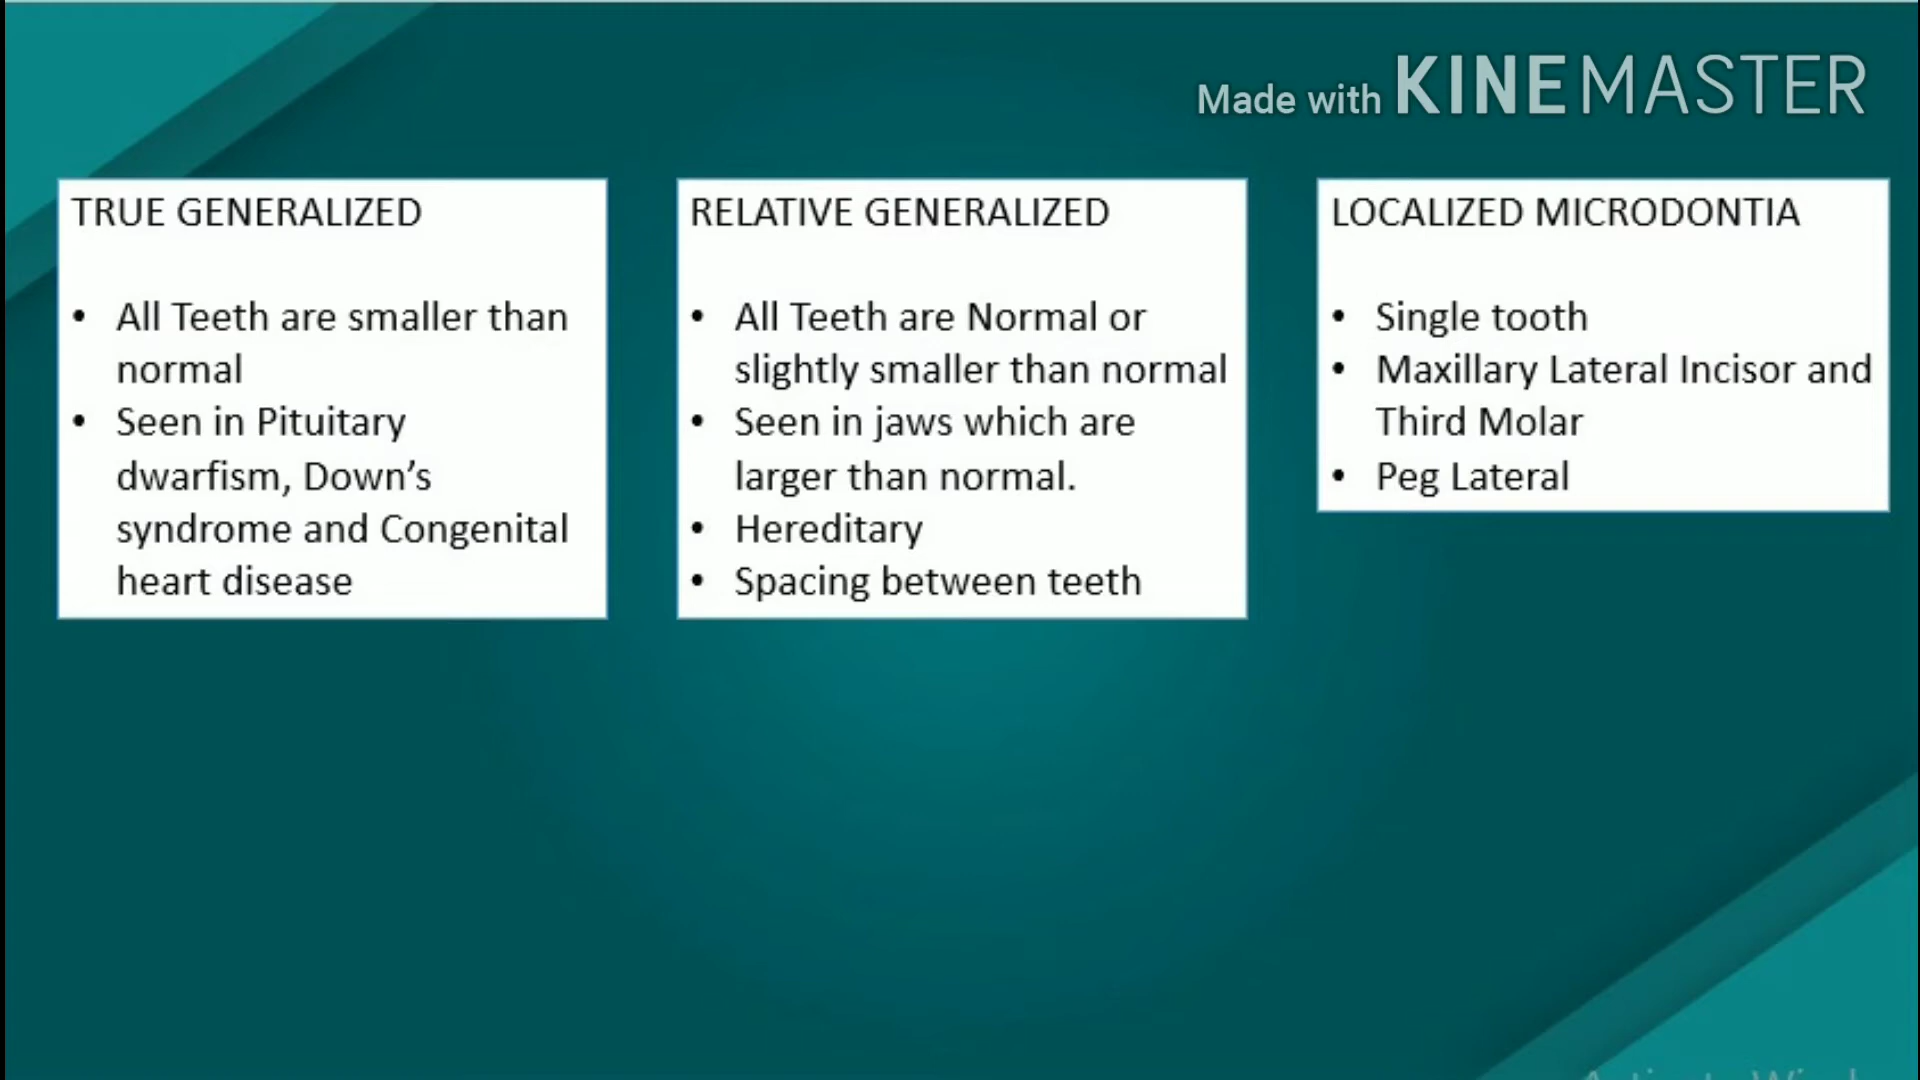 Made with KINEMASTER
TRUE GENERALIZED
• All Teeth are smaller than
normal
• Seen in Pituitary
dwarfism, Down’s
syndrome and Congenital
heart disease
RELATIVE GENERALIZED
• All Teeth are Normal or
slightly smaller than normal
• Seen in jaws which are
larger than normal.
• Hereditary
• Spacing between teeth
LOCALIZED MICRODONTIA
• Single tooth
• Maxillary Lateral Incisor and
Third Molar
• Peg Lateral